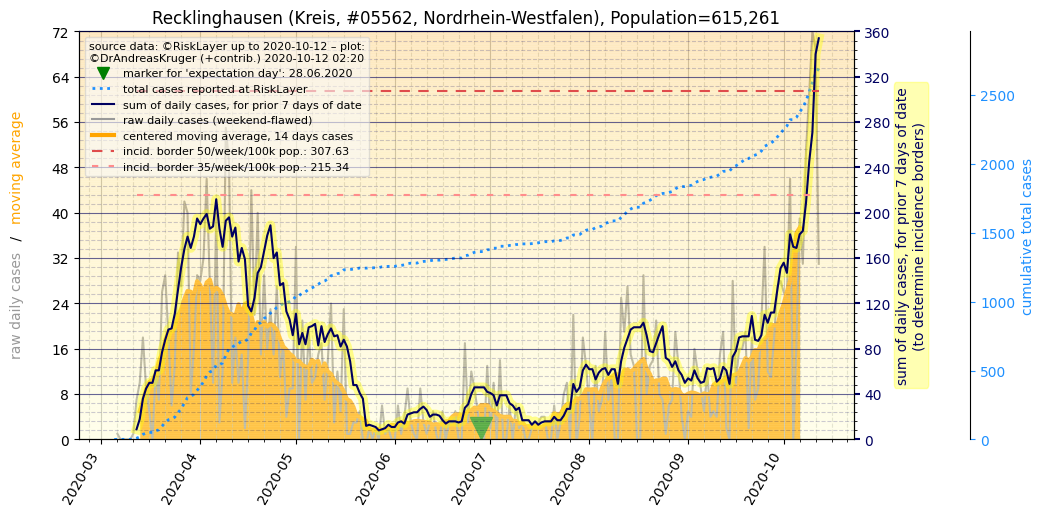 Recklinghausen (Kreis, #05562, Nordrhein-Westfalen), Population=615,261
source data: ©RiskLayer up to 2020-10-12 – plot:
©DrAndreasKruger (+contrib.) 2020-10-12 02:20
marker for 'expectation day': 28.06.2020
total cases reported at RiskLayer
sum of daily cases, for prior 7 days of date
raw daily cases (weekend-flawed)
centered moving average, 14 days cases
incid. border 50/week/100k pop.: 307.63
incid. border 35/week/100k pop.: 215.34
raw daily cases / moving average
72
64
56
48
40
32
24
16
8
0
2020-03
2020-04
2020-05
2020-06
2020-07
2020-08
2020-09
2020-10
360
320
280
240
200
160
120
80
40
0
sum of daily cases, for prior 7 days of date
(to determine incidence borders)
2500
2000
1500
1000
500
0
cumulative total cases